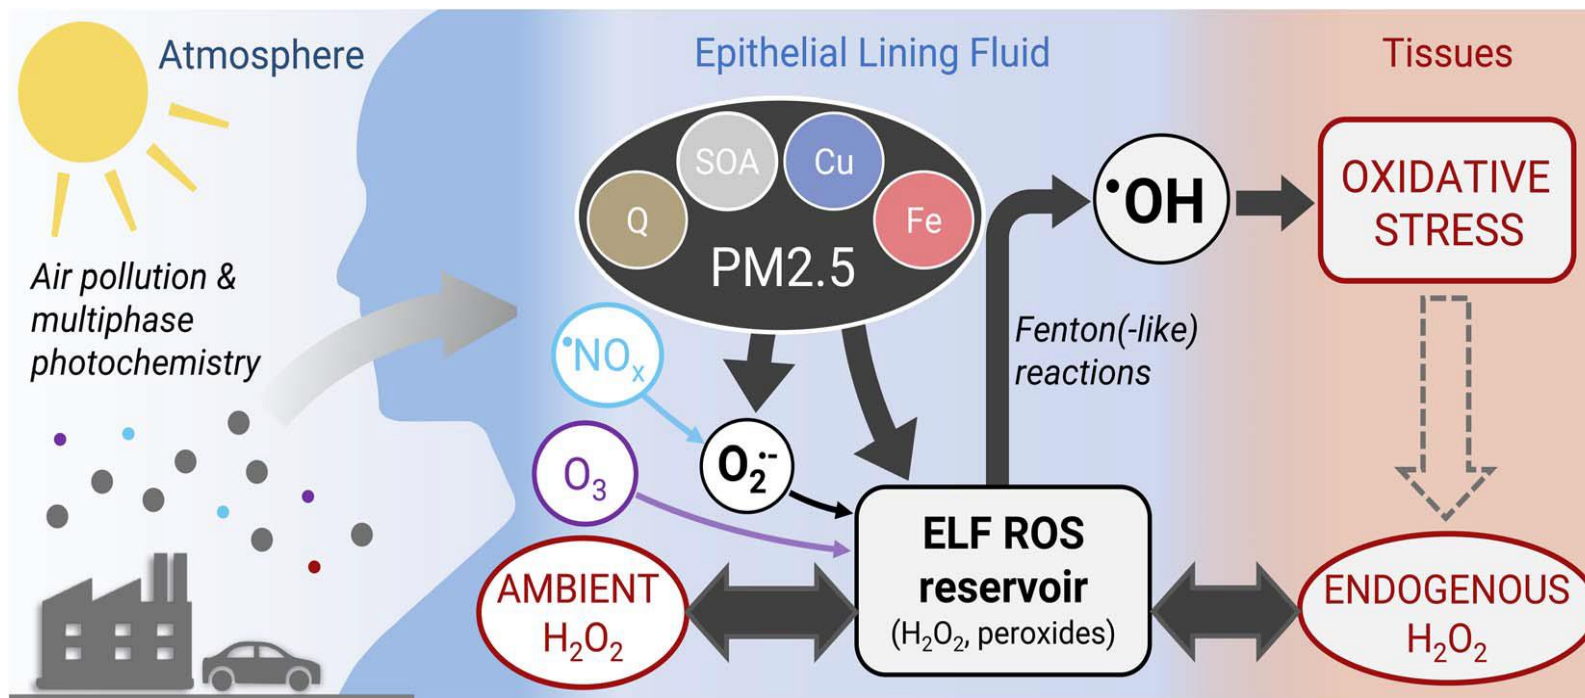 Atmosphere
Epithelial Lining Fluid
Tissues
Air pollution &
multiphase
photochemistry
Q
SOA
Cu
Fe
PM2.5
•NOₓ
O₃
O₂•-
AMBIENT
H₂O₂
ELF ROS
reservoir
(H₂O₂, peroxides)
Fenton(-like)
reactions
•OH
OXIDATIVE
STRESS
ENDOGENOUS
H₂O₂